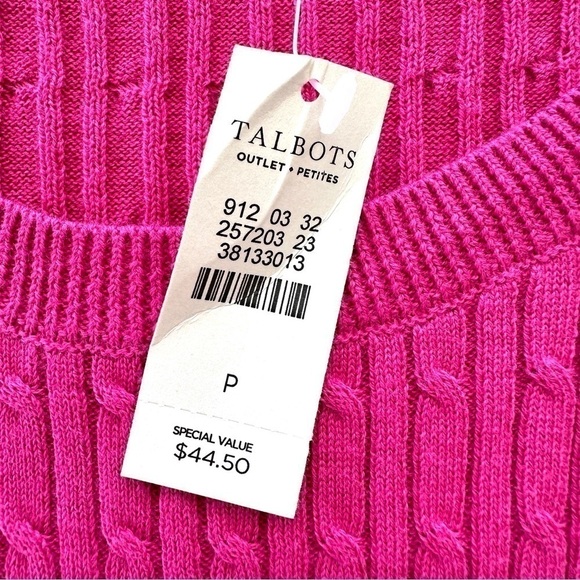 TALBOTS
OUTLET • PETITES
912 03 32
257203 23
38133013
P
SPECIAL VALUE
$44.50